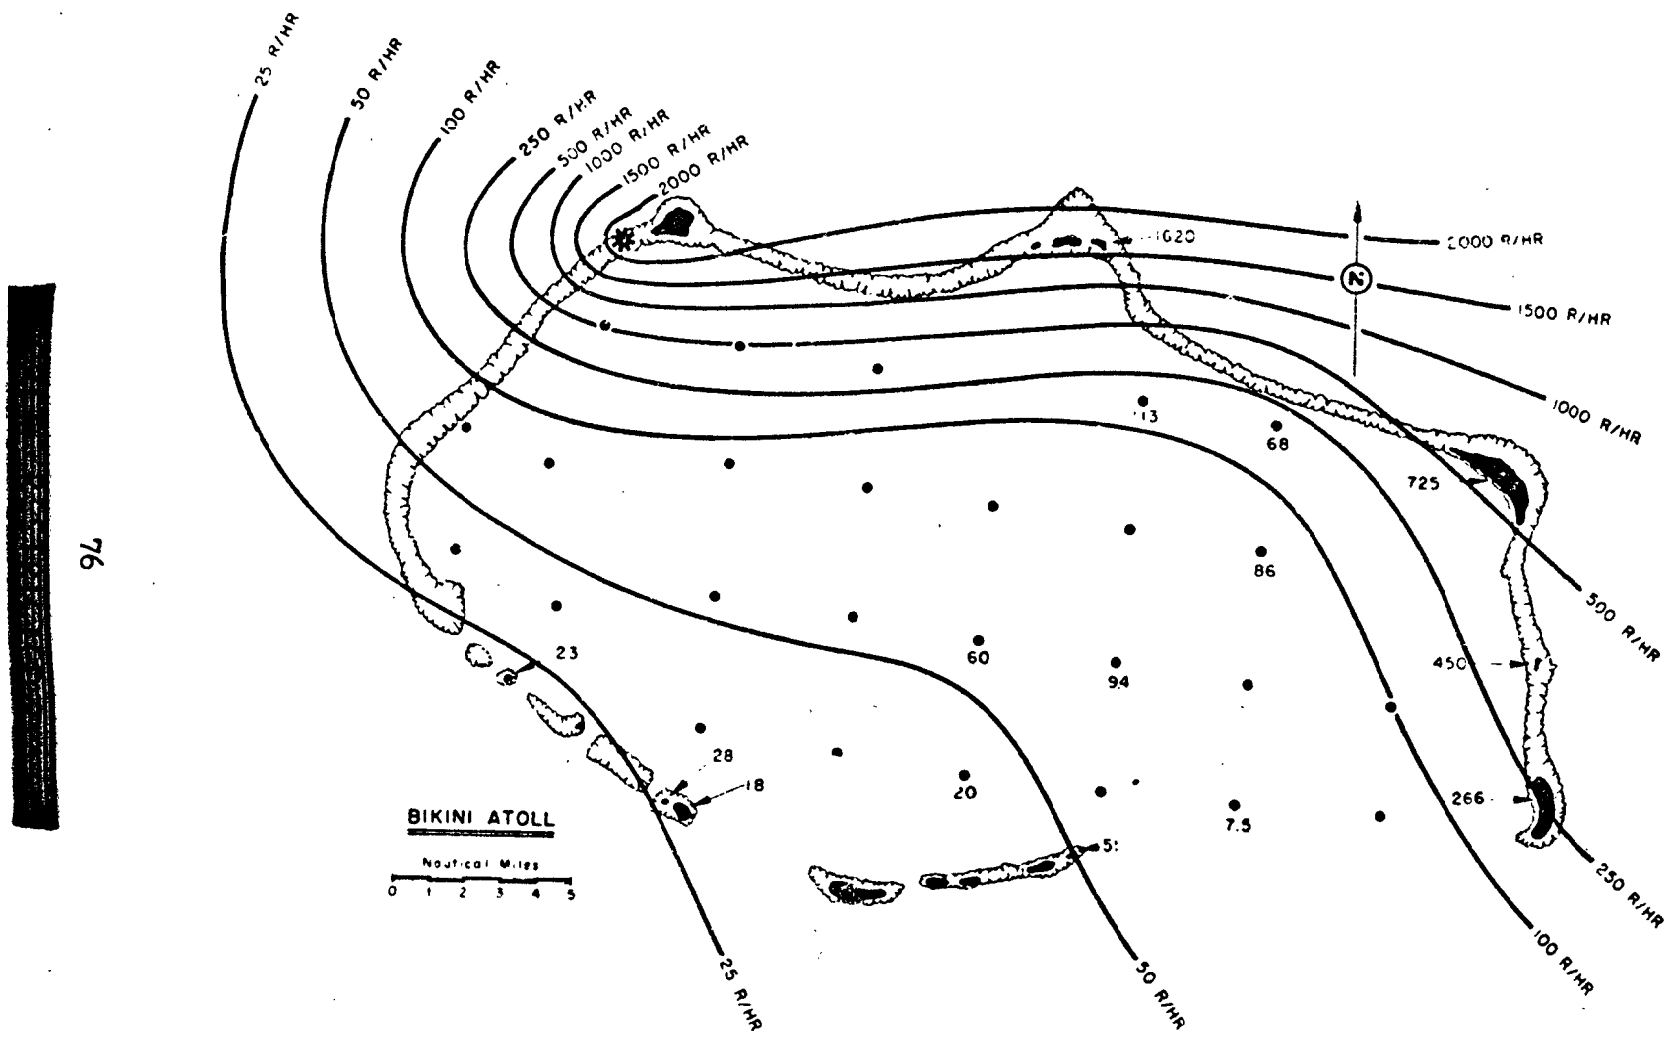 25 R/HR
50 R/HR
100 R/HR
250 R/HR
500 R/HR
1000 R/HR
1500 R/HR
2000 R/HR
1620
2000 R/HR
N
1500 R/HR
1000 R/HR
113
68
725
76
86
500 R/HR
23
60
94
450
28
18
20
7.5
266
BIKINI ATOLL
Nautical Miles
0 1 2 3 4 5
250 R/HR
100 R/HR
25 R/HR
50 R/HR